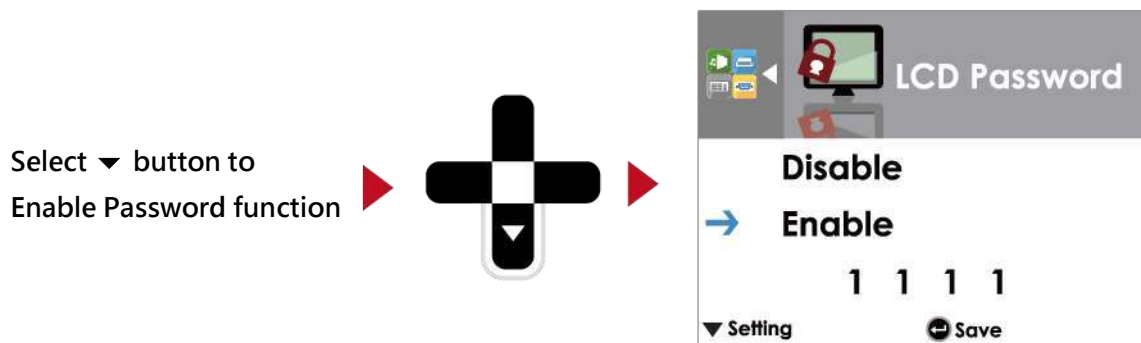 Select ▼ button to
Enable Password function
LCD Password
Disable
Enable
1 1 1 1
Setting
Save